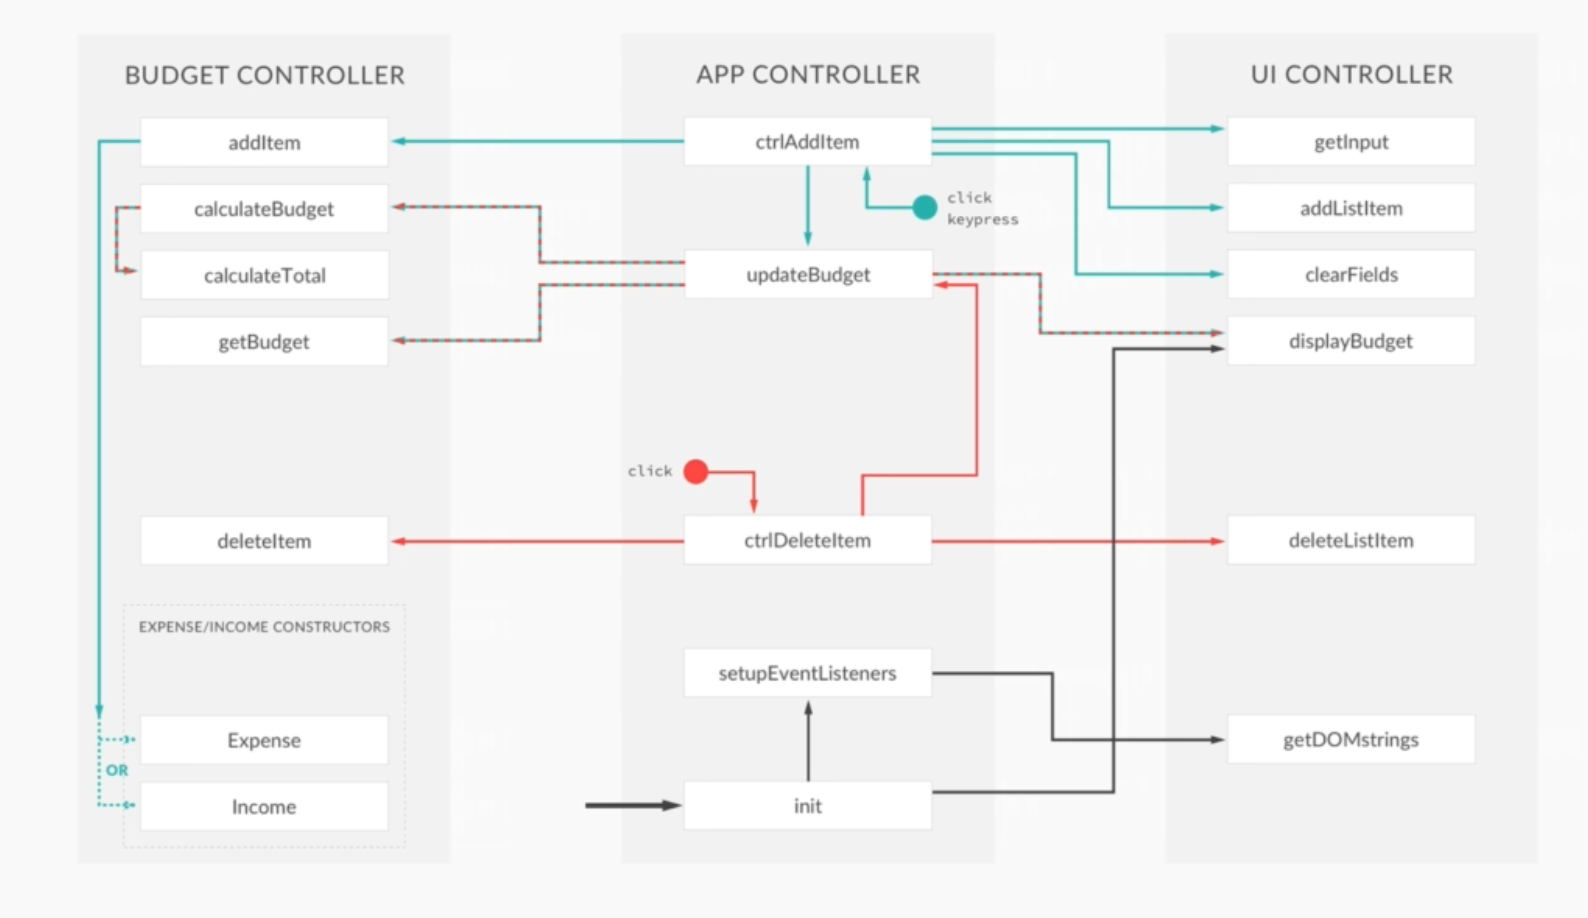 BUDGET CONTROLLER
addItem
calculateBudget
calculateTotal
getBudget
deleteItem
EXPENSE/INCOME CONSTRUCTORS
Expense
OR
Income
APP CONTROLLER
ctrlAddItem
click
keypress
updateBudget
click
ctrlDeleteItem
setupEventListeners
init
UI CONTROLLER
getInput
addListItem
clearFields
displayBudget
deleteListItem
getDOMstrings